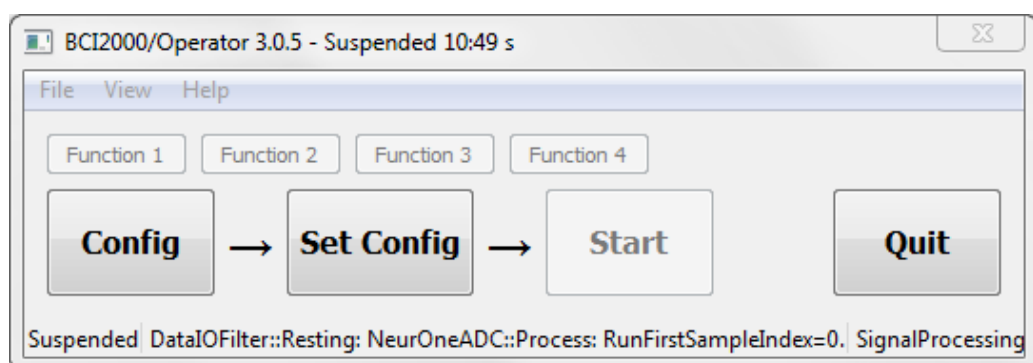 BCI2000/Operator 3.0.5 - Suspended 10:49 s
File View Help
Function 1 Function 2 Function 3 Function 4
Config → Set Config → Start Quit
Suspended DataIOFilter::Resting: NeurOneADC::Process: RunFirstSampleIndex=0. SignalProcessing